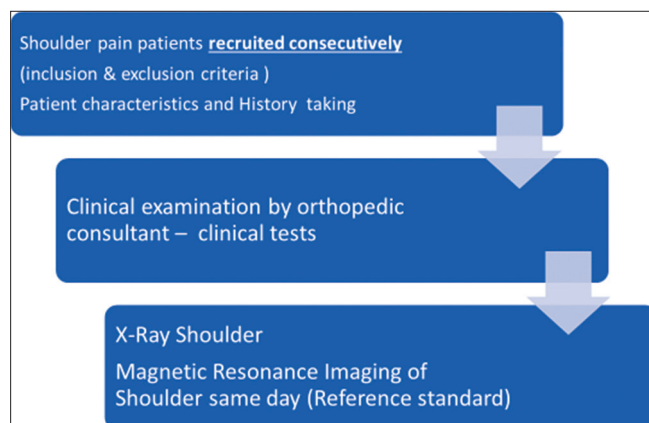 Shoulder pain patients recruited consecutively
(inclusion & exclusion criteria )
Patient characteristics and History taking
Clinical examination by orthopedic
consultant – clinical tests
X-Ray Shoulder
Magnetic Resonance Imaging of
Shoulder same day (Reference standard)